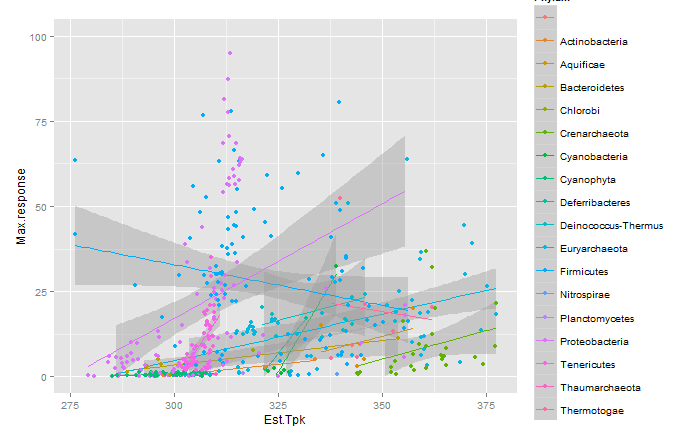 100
75
50
25
0
Max.response
275
300
325
350
375
Est.Tpk
Actinobacteria
Aquificae
Bacteroidetes
Chlorobi
Crenarchaeota
Cyanobacteria
Cyanophyta
Deferribacteres
Deinococcus-Thermus
Euryarchaeota
Firmicutes
Nitrospirae
Planctomycetes
Proteobacteria
Tenericutes
Thaumarchaeota
Thermotogae